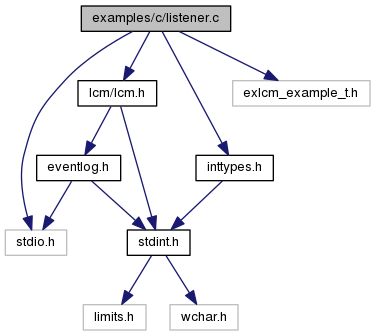 examples/c/listener.c
lcm/lcm.h
exlcm_example_t.h
eventlog.h
inttypes.h
stdio.h
stdint.h
limits.h
wchar.h